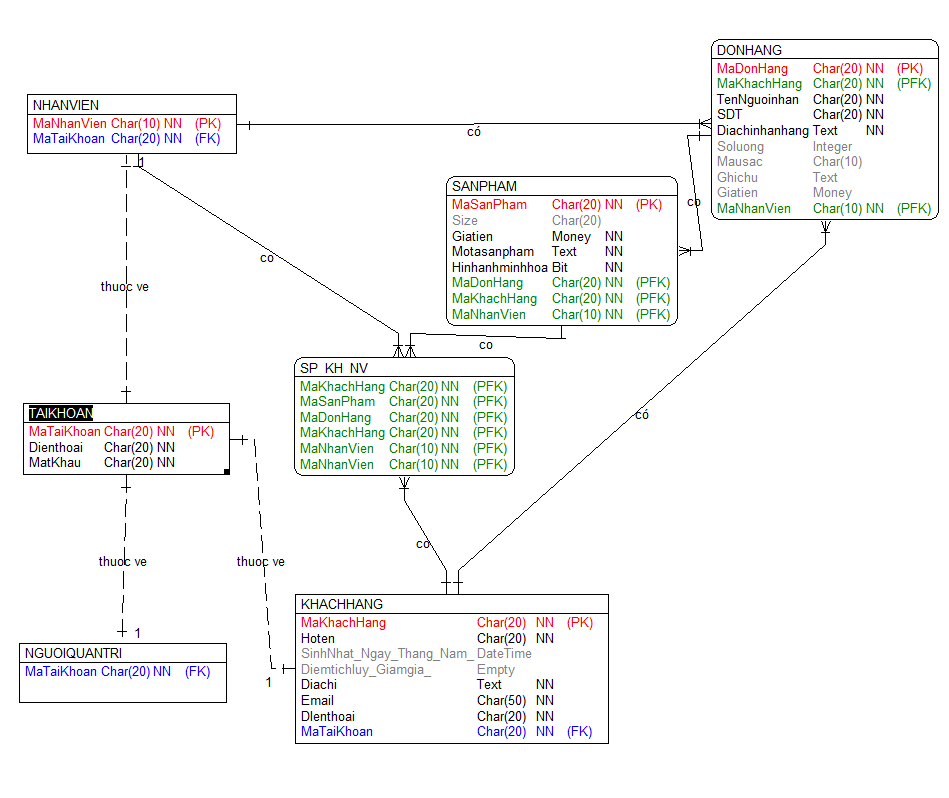 DONHANG
MaDonHang Char(20) NN (PK)
MaKhachHang Char(20) NN (PFK)
TenNguoinhan Char(20) NN
SDT Char(20) NN
Diachinhanhang Text NN
Soluong Integer
Mausac Char(10)
Ghichu Text
Giatien Money
MaNhanVien Char(10) NN (PFK)
NHANVIEN
MaNhanVien Char(10) NN (PK)
MaTaiKhoan Char(20) NN (FK)
có
1
SANPHAM
MaSanPham Char(20) NN (PK)
Size Char(20)
Giatien Money NN
Motasanpham Text NN
Hinhanhminhhoa Bit NN
MaDonHang Char(20) NN (PFK)
MaKhachHang Char(20) NN (PFK)
MaNhanVien Char(10) NN (PFK)
co
co
thuoc ve
co
SP_KH_NV
MaKhachHang Char(20) NN (PFK)
MaSanPham Char(20) NN (PFK)
MaDonHang Char(20) NN (PFK)
MaKhachHang Char(20) NN (PFK)
MaNhanVien Char(10) NN (PFK)
MaNhanVien Char(10) NN (PFK)
TAIKHOAN
MaTaiKhoan Char(20) NN (PK)
Dienthoai Char(20) NN
MatKhau Char(20) NN
có
co
thuoc ve
thuoc ve
1
1
KHACHHANG
MaKhachHang Char(20) NN (PK)
Hoten Char(20) NN
SinhNhat_Ngay_Thang_Nam_ DateTime
Diemtichluy_Giamgia_ Empty
Diachi Text NN
Email Char(50) NN
DIenthoai Char(20) NN
MaTaiKhoan Char(20) NN (FK)
NGUOIQUANTRI
MaTaiKhoan Char(20) NN (FK)